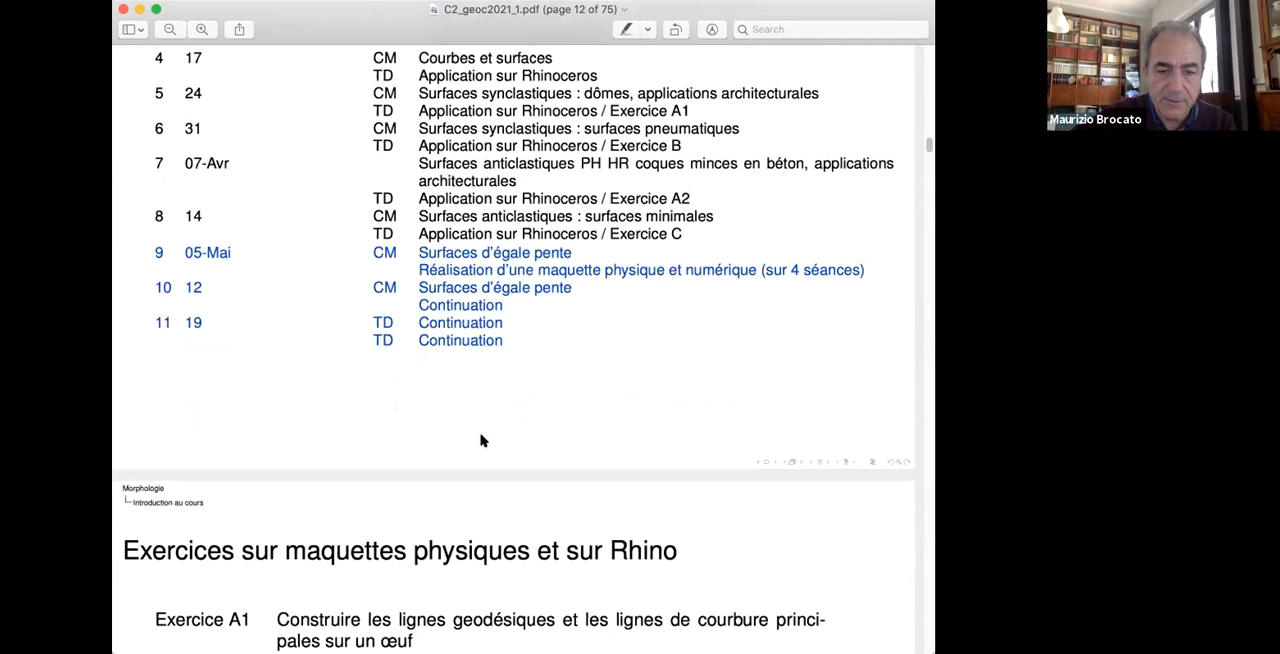 C2_geoc2021_1.pdf (page 12 of 75)
Search
4 17 CM Courbes et surfaces
TD Application sur Rhinoceros
5 24 CM Surfaces synclastiques : dômes, applications architecturales
TD Application sur Rhinoceros / Exercice A1
6 31 CM Surfaces synclastiques : surfaces pneumatiques
TD Application sur Rhinoceros / Exercice B
7 07-Avr Surfaces anticlastiques PH HR coques minces en béton, applications
architecturales
TD Application sur Rhinoceros / Exercice A2
8 14 CM Surfaces anticlastiques : surfaces minimales
TD Application sur Rhinoceros / Exercice C
9 05-Mai CM Surfaces d'égale pente
Réalisation d'une maquette physique et numérique (sur 4 séances)
10 12 CM Surfaces d'égale pente
Continuation
11 19 TD Continuation
TD Continuation
Morphologie
Introduction au cours
Exercices sur maquettes physiques et sur Rhino
Exercice A1 Construire les lignes geodésiques et les lignes de courbure princi-
pales sur un œuf
Maurizio Brocato